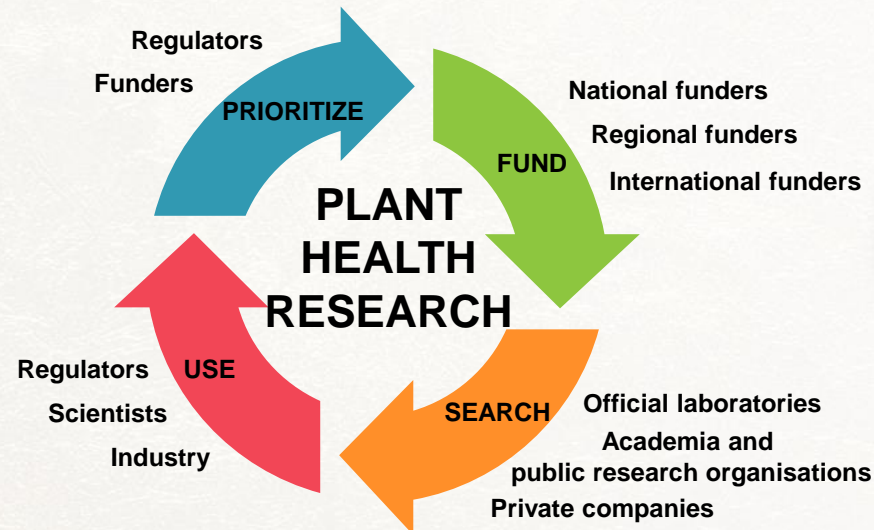 Regulators
Funders
PRIORITIZE
National funders
Regional funders
International funders
FUND
PLANT
HEALTH
RESEARCH
Official laboratories
Academia and
public research organisations
Private companies
SEARCH
Regulators
Scientists
Industry
USE